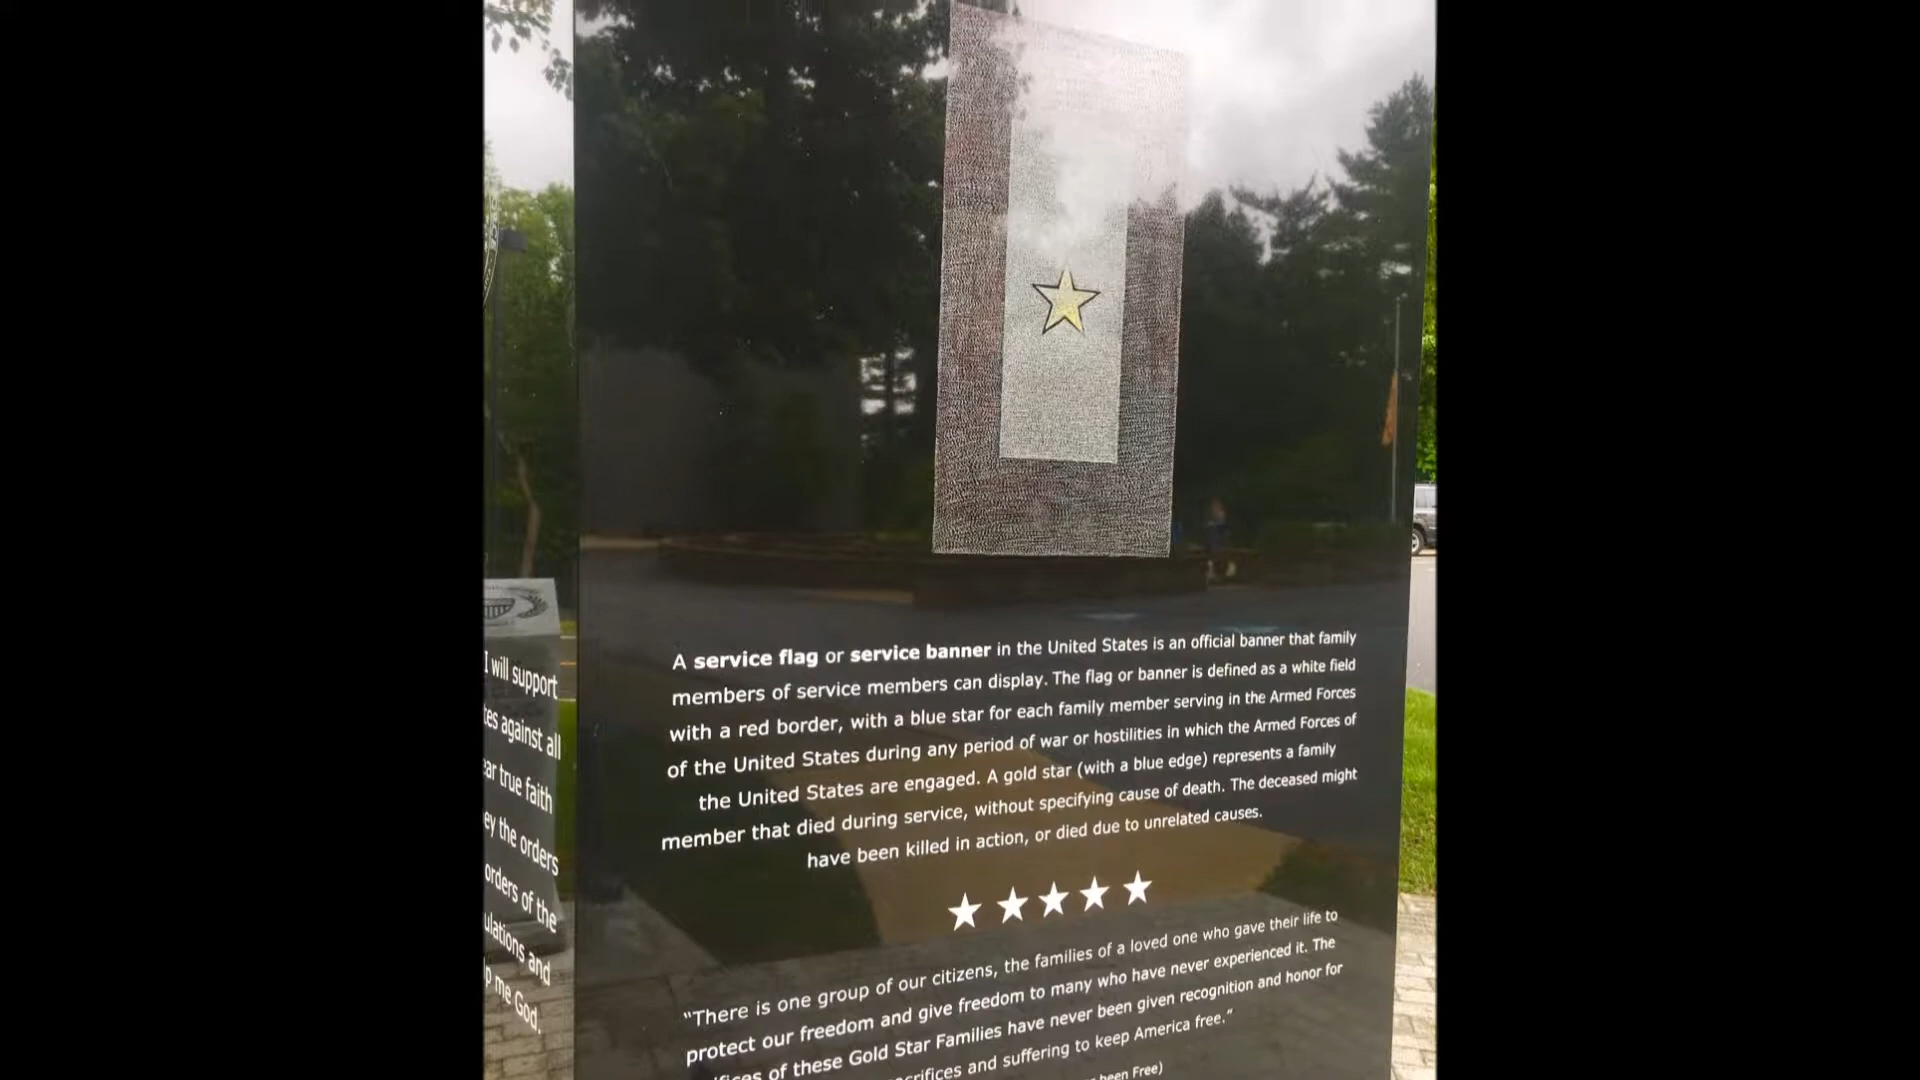 I will support
against all
true faith
the orders
orders of the
and
me God.
A service flag or service banner in the United States is an official banner that family
members of service members can display. The flag or banner is defined as a white field
with a red border, with a blue star for each family member serving in the Armed Forces
of the United States during any period of war or hostilities in which the Armed Forces of
the United States are engaged. A gold star (with a blue edge) represents a family
member that died during service, without specifying cause of death. The deceased might
have been killed in action, or died due to unrelated causes.
“There is one group of our citizens, the families of a loved one who gave their life to
protect our freedom and give freedom to many who have never experienced it. The
of these Gold Star Families have never been given recognition and honor for
and suffering to keep America free.”
been Free)